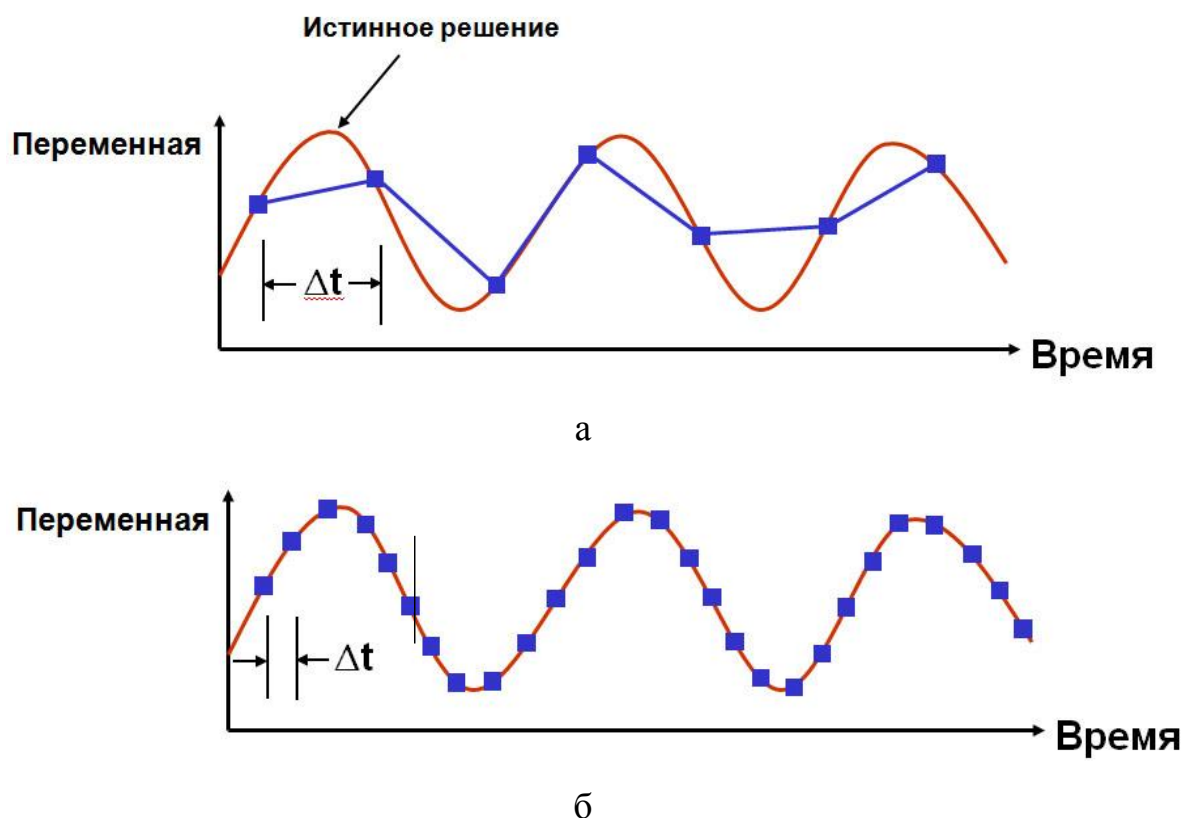 Истинное решение
Переменная
Δt
Время
а
Переменная
Δt
Время
б